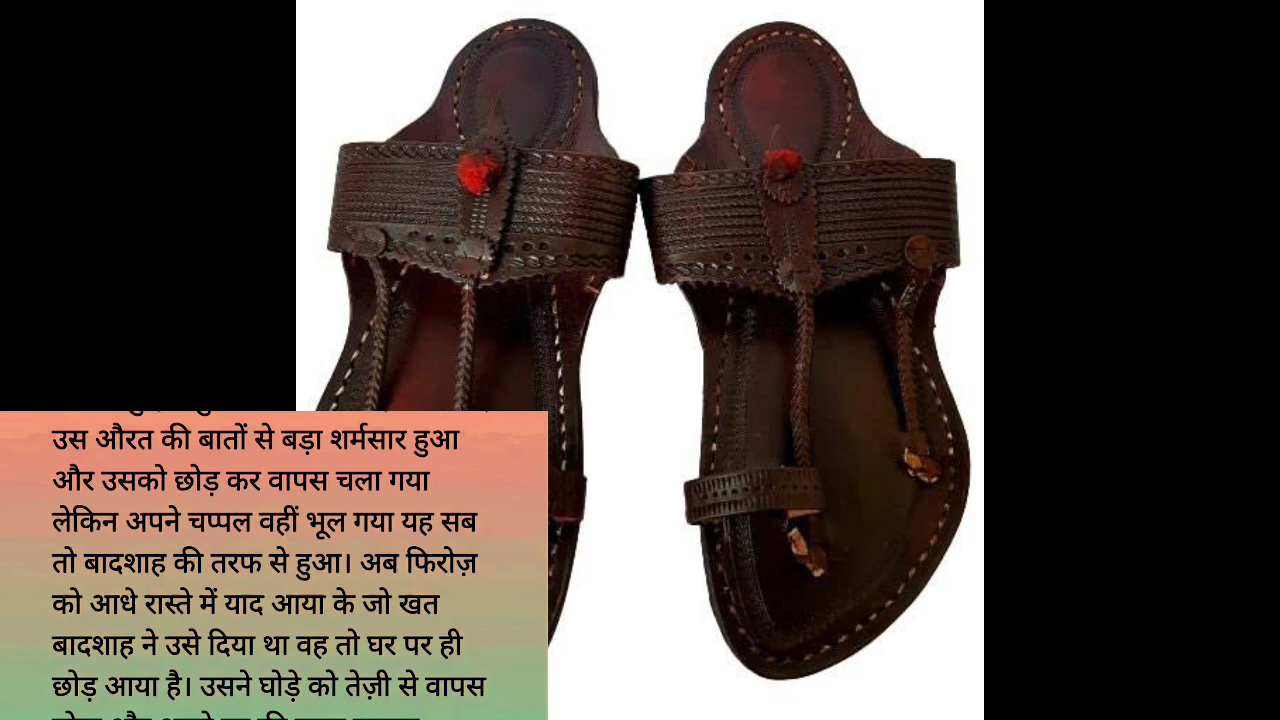 उस औरत की बातों से बड़ा शर्मसार हुआ
और उसको छोड़ कर वापस चला गया
लेकिन अपने चप्पल वहीं भूल गया यह सब
तो बादशाह की तरफ से हुआ। अब फिरोज़
को आधे रास्ते में याद आया के जो खत
बादशाह ने उसे दिया था वह तो घर पर ही
छोड़ आया है। उसने घोड़े को तेज़ी से वापस